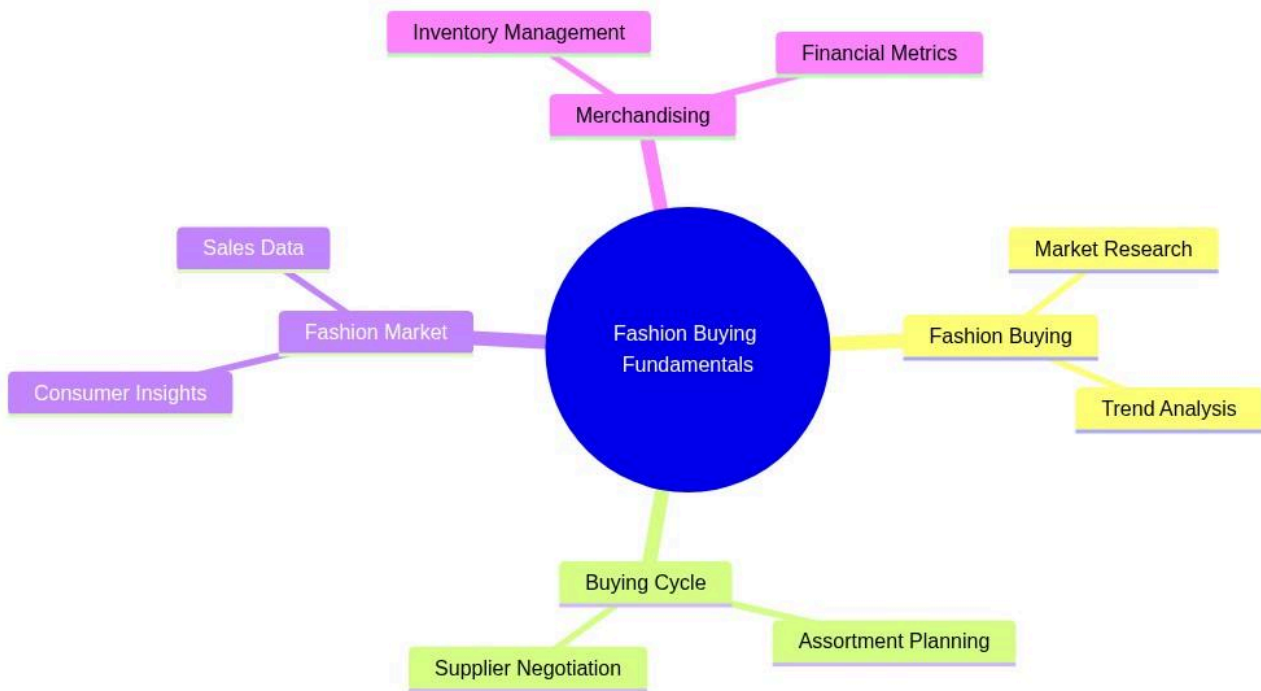 Inventory Management
Financial Metrics
Merchandising
Sales Data
Market Research
Fashion Market
Fashion Buying
Fundamentals
Fashion Buying
Consumer Insights
Trend Analysis
Buying Cycle
Assortment Planning
Supplier Negotiation